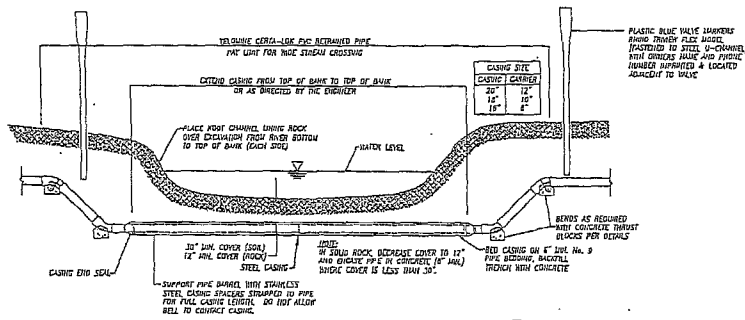 YELOMINE CERTA-LOK PVC RETRAINED PIPE
PAY LIMIT FOR WIDE STREAM CROSSING
EXTEND CASING FROM TOP OF BANK TO TOP OF BANK
OR AS DIRECTED BY THE ENGINEER
CASING SIZE
CASING CARRIER
20" 12"
18" 10"
16" 8"
PLASTIC BLUE VALVE MARKERS
RHINO TRIVIEW FLEX MODEL
FASTENED TO STEEL U-CHANNEL
WITH OWNERS NAME AND PHONE
NUMBER IMPRINTED & LOCATED
ADJACENT TO VALVE
PLACE KDOT CHANNEL LINING ROCK
OVER EXCAVATION FROM RIVER BOTTOM
TO TOP OF BANK (EACH SIDE)
WATER LEVEL
30" MIN. COVER (SOIL)
12" MIN. COVER (ROCK)
STEEL CASING
NOTE:
IN SOLID ROCK, DECREASE COVER TO 12"
AND ENCASE PIPE IN CONCRETE (6" MIN.)
WHERE COVER IS LESS THAN 30".
BENDS AS REQUIRED
WITH CONCRETE THRUST
BLOCKS PER DETAILS
BED CASING ON 6" MIN. No. 9
PIPE BEDDING, BACKFILL
TRENCH WITH CONCRETE
CASING END SEAL
SUPPORT PIPE BARREL WITH STAINLESS
STEEL CASING SPACERS STRAPPED TO PIPE
FOR FULL CASING LENGTH. DO NOT ALLOW
BELL TO CONTACT CASING.